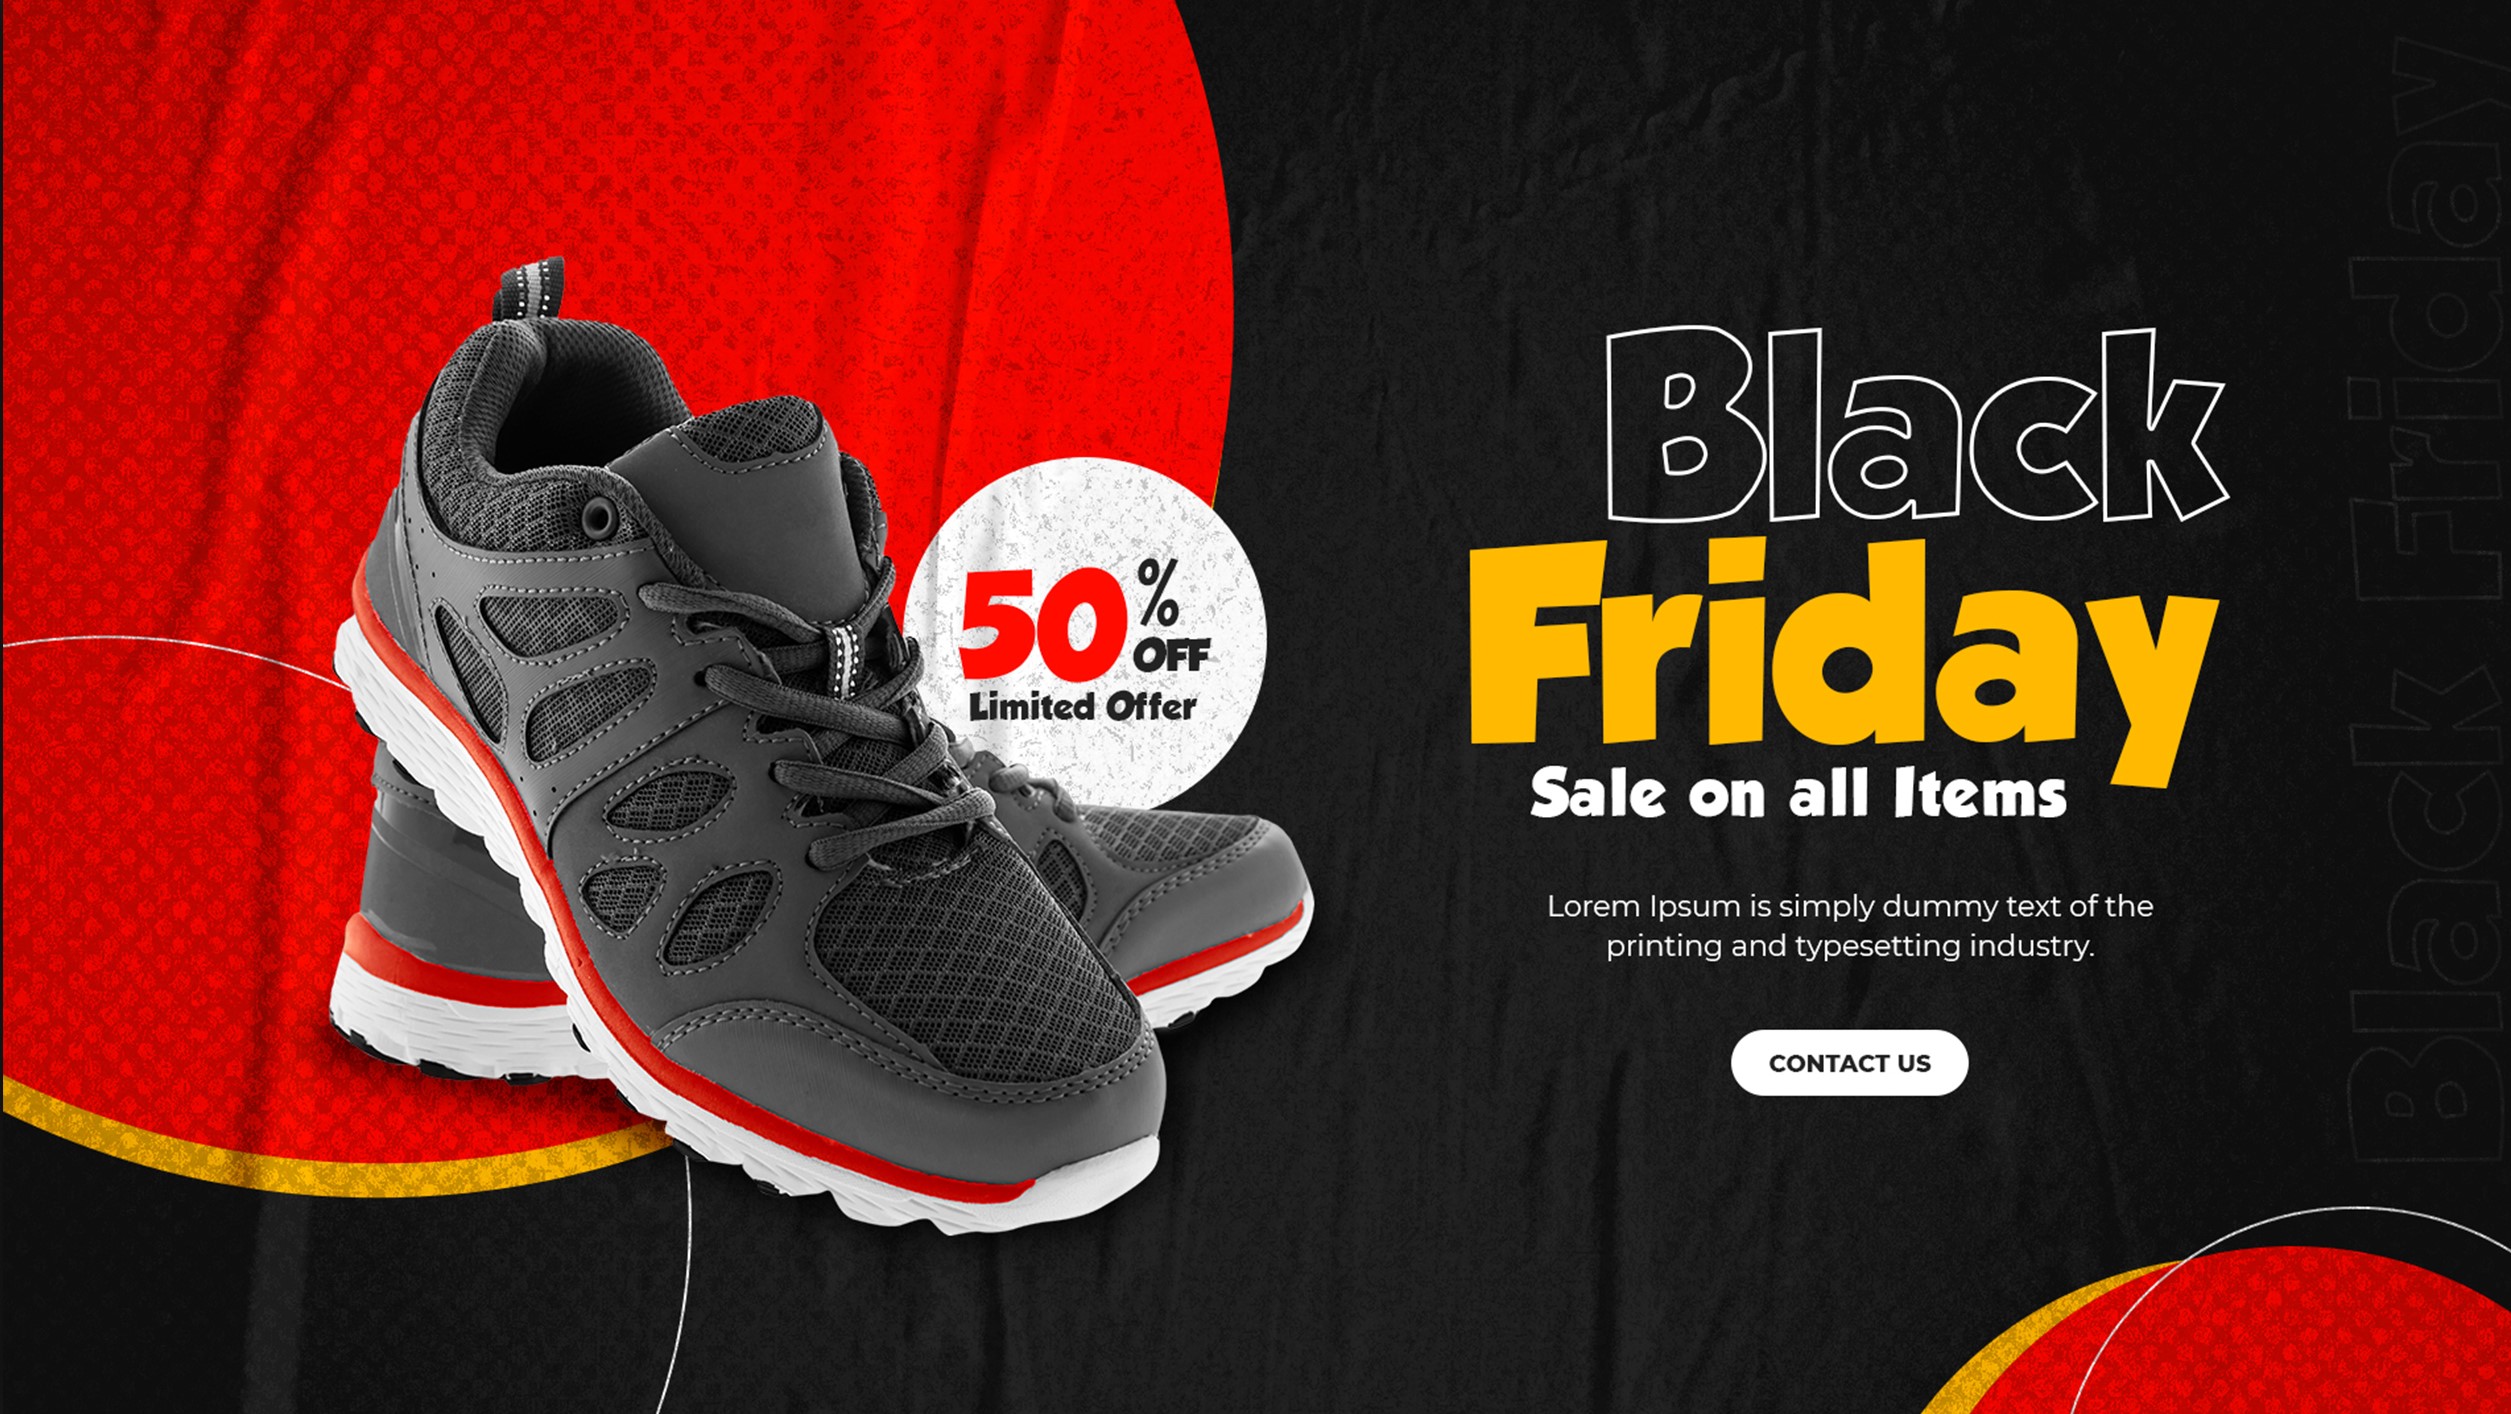 50% OFF
Limited Offer
Black
Friday
Sale on all Items
Lorem Ipsum is simply dummy text of the
printing and typesetting industry.
CONTACT US
Black Friday